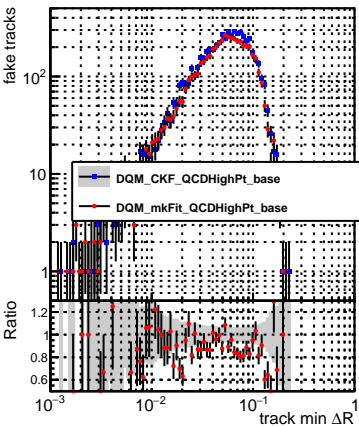 fake tracks
10²
10
1
DQM_CKF_QCDHighPt_base
DQM_mkFit_QCDHighPt_base
Ratio
1.2
1
0.8
0.6
10⁻³ 10⁻² 10⁻¹ 1
track min ΔR